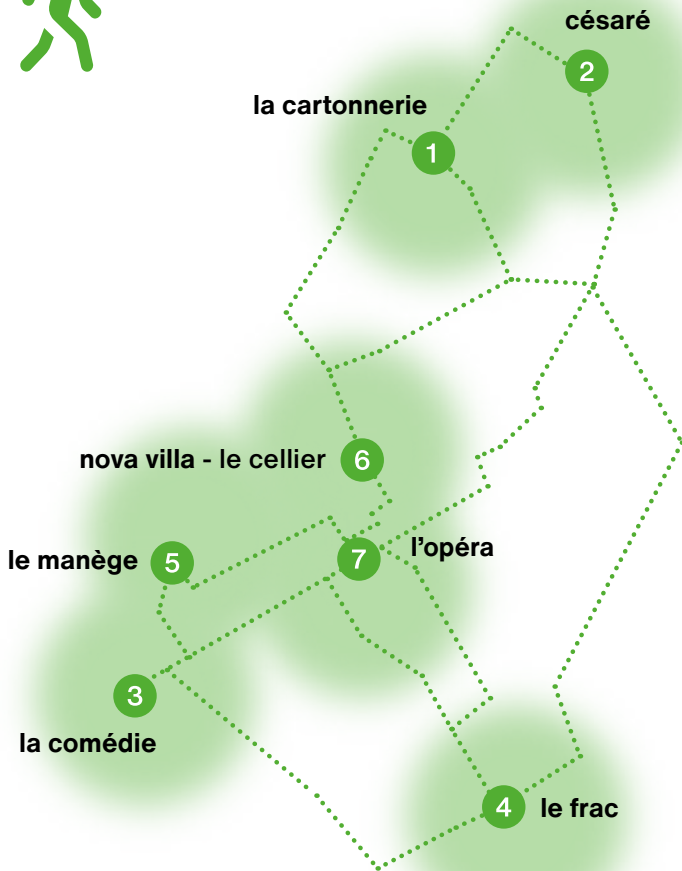 césaré
2
la cartonnerie
1
nova villa - le cellier 6
le manège 5
7 l'opéra
3
la comédie
4 le frac